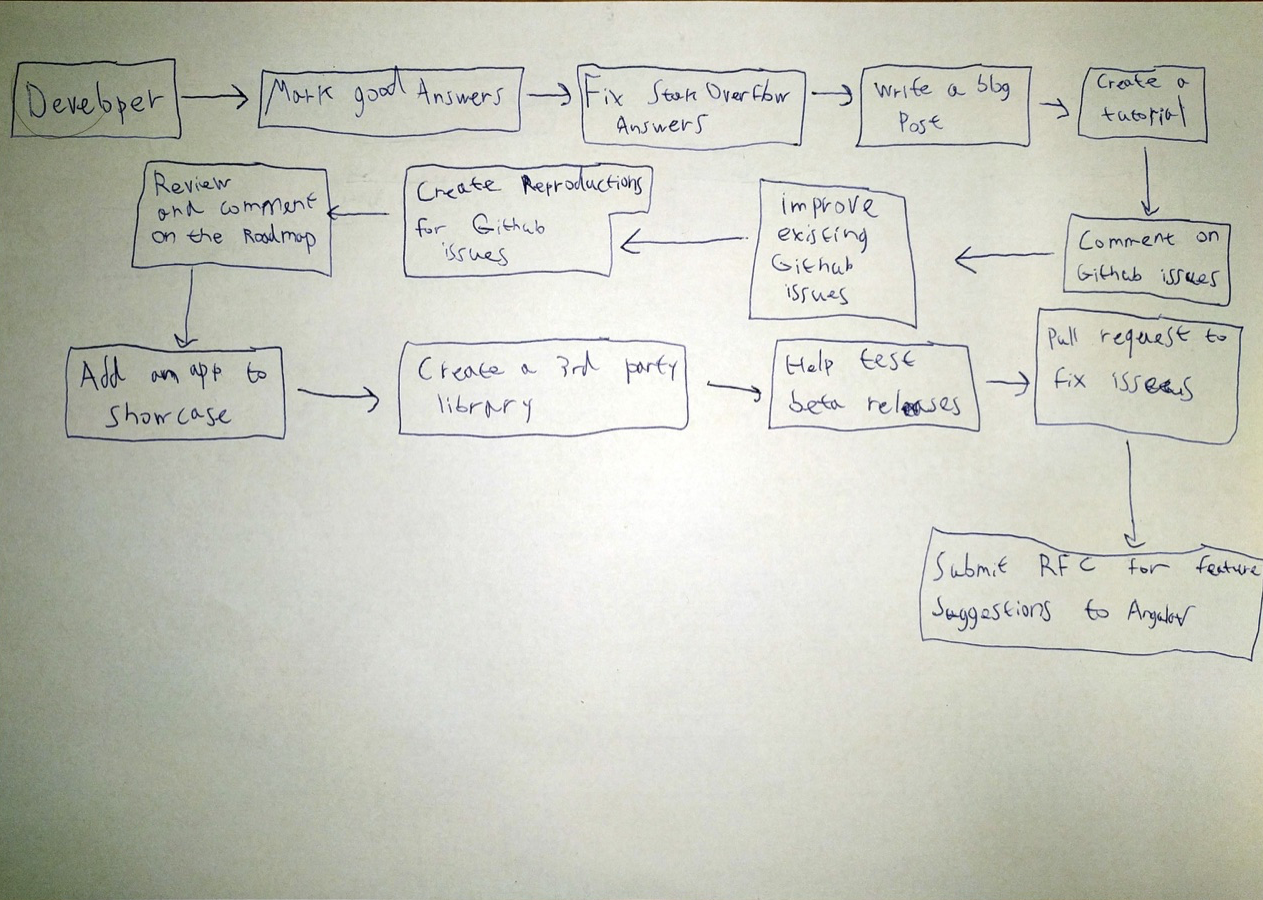 Developer
Mark good Answers
Fix Stack Overflow
Answers
Write a blog
Post
Create a
tutorial
Comment on
Github issues
improve
existing
Github
issues
Create Reproductions
for Github
issues
Review
and comment
on the Roadmap
Add an app to
showcase
Create a 3rd party
library
Help test
beta releases
Pull request to
fix issues
Submit RFC for feature
Suggestions to Angular